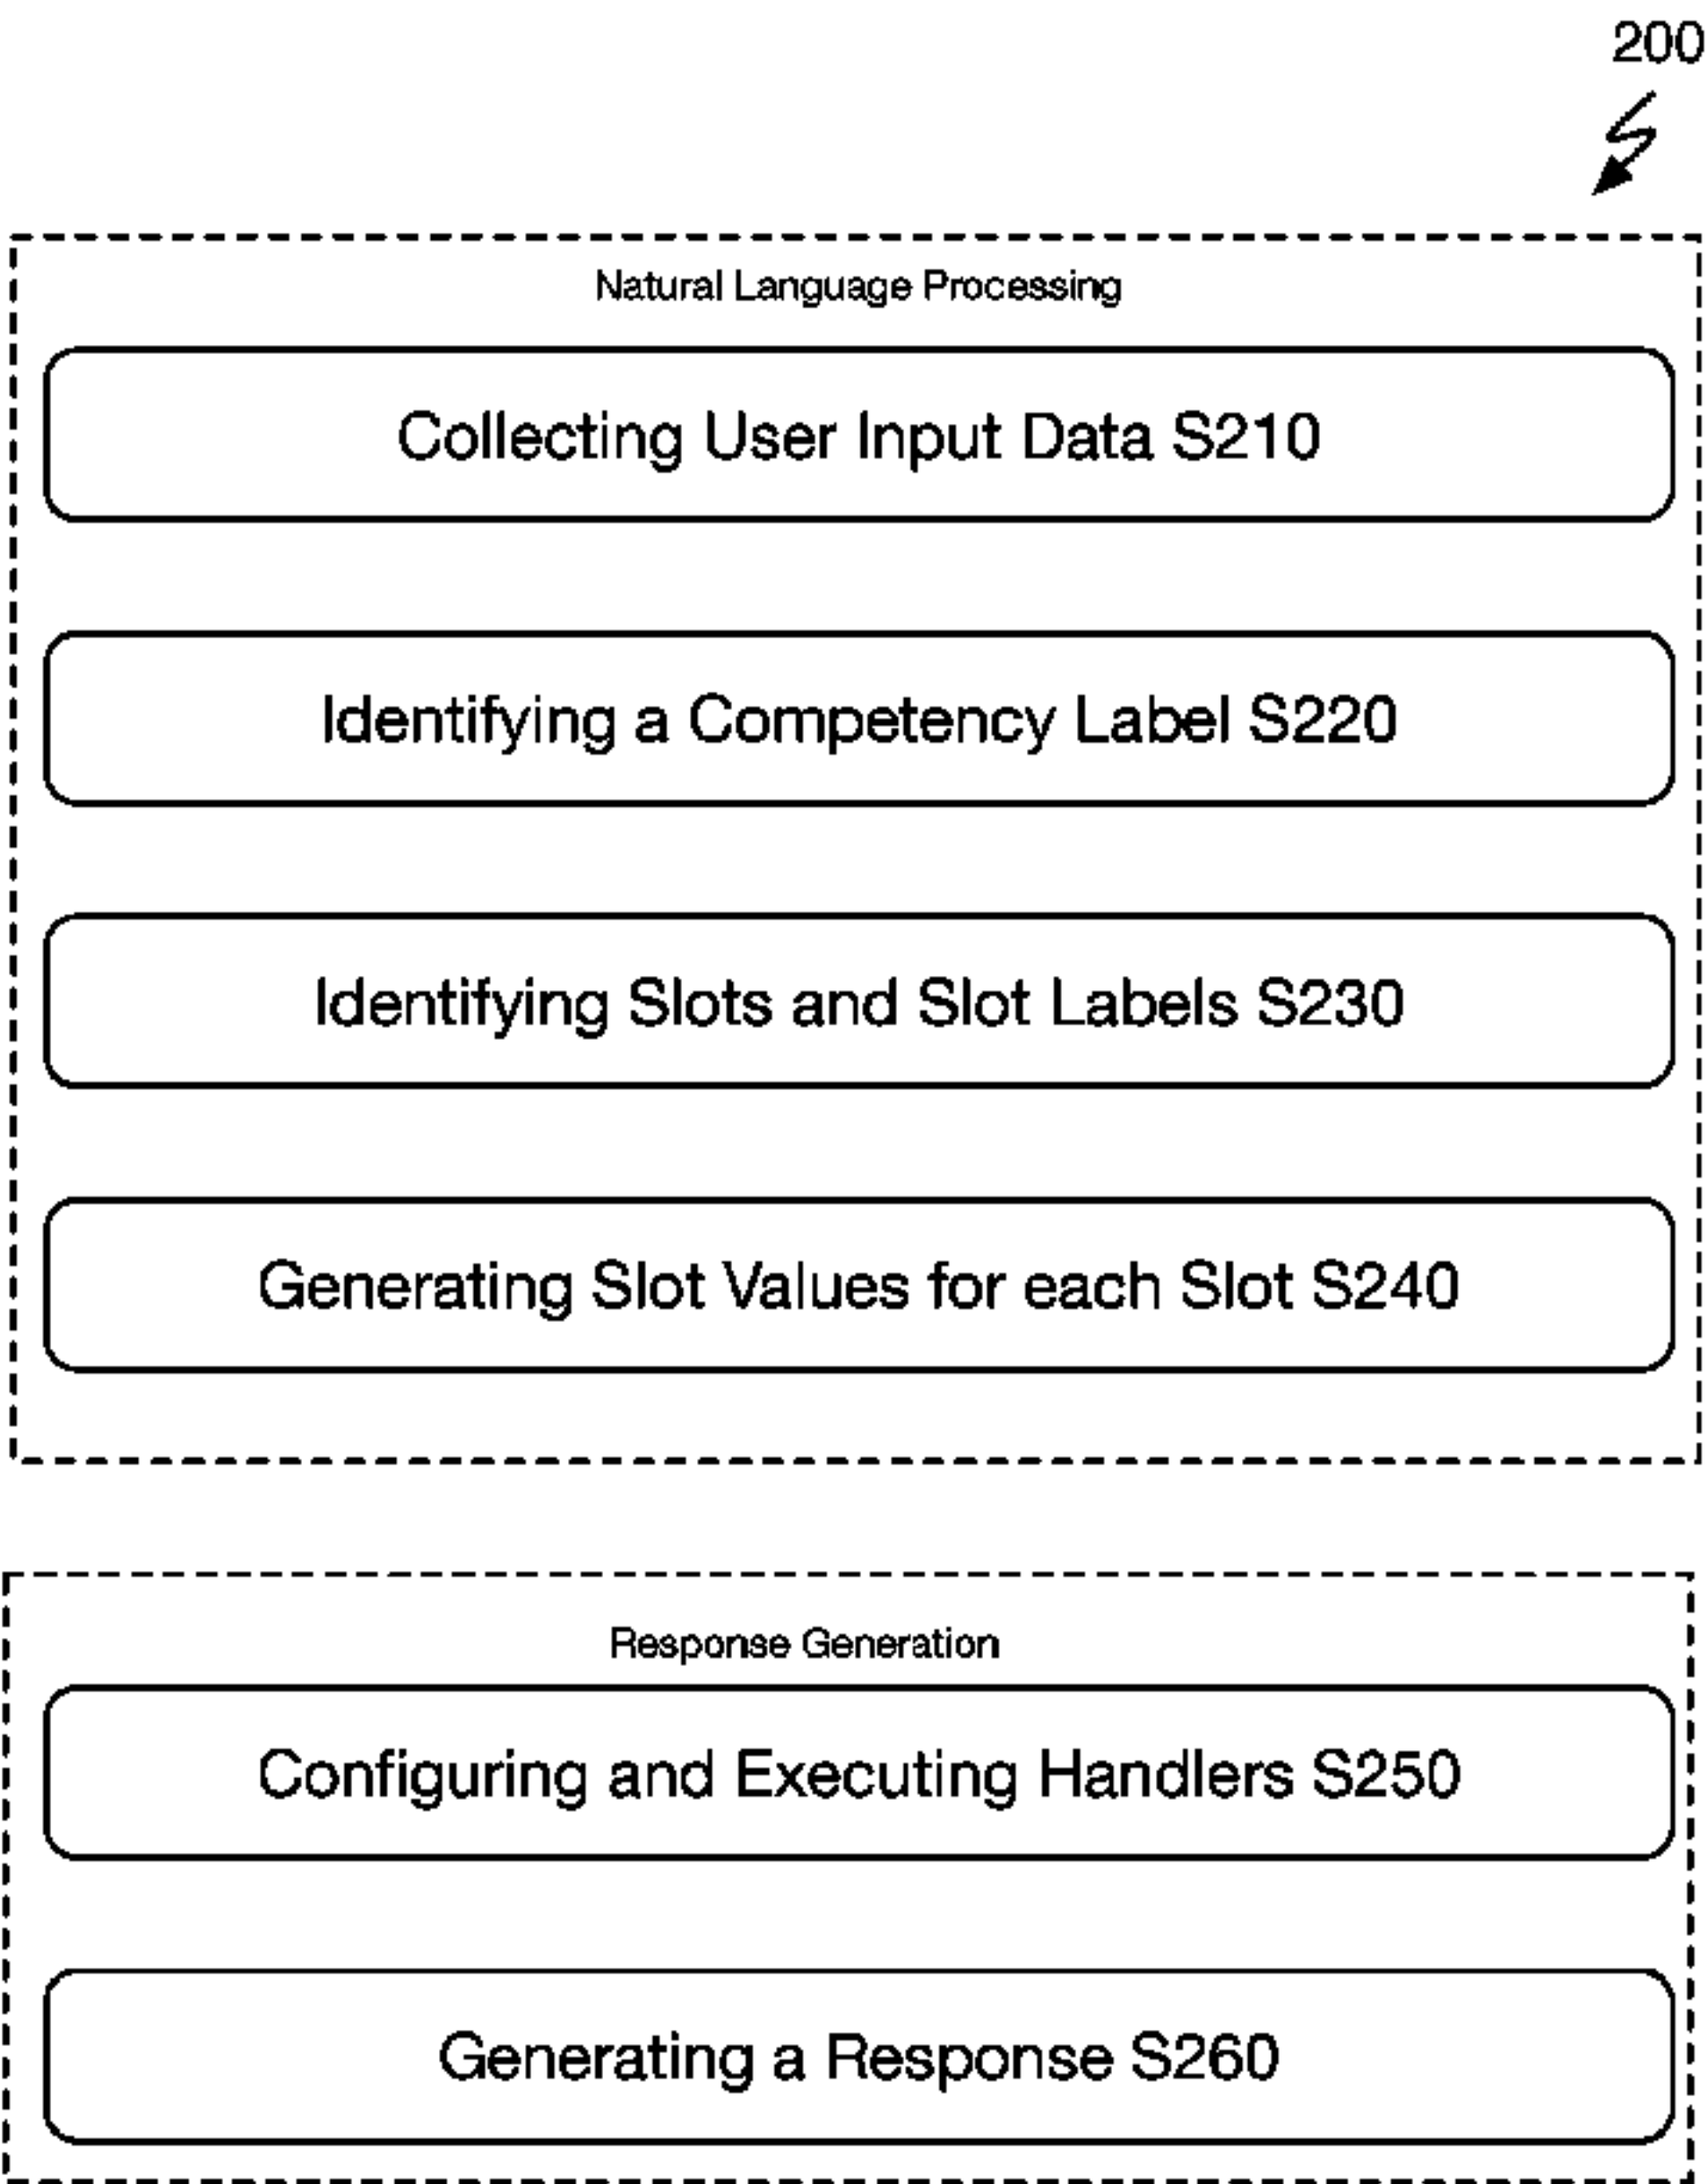 200
Natural Language Processing
Collecting User Input Data S210
Identifying a Competency Label S220
Identifying Slots and Slot Labels S230
Generating Slot Values for each Slot S240
Response Generation
Configuring and Executing Handlers S250
Generating a Response S260